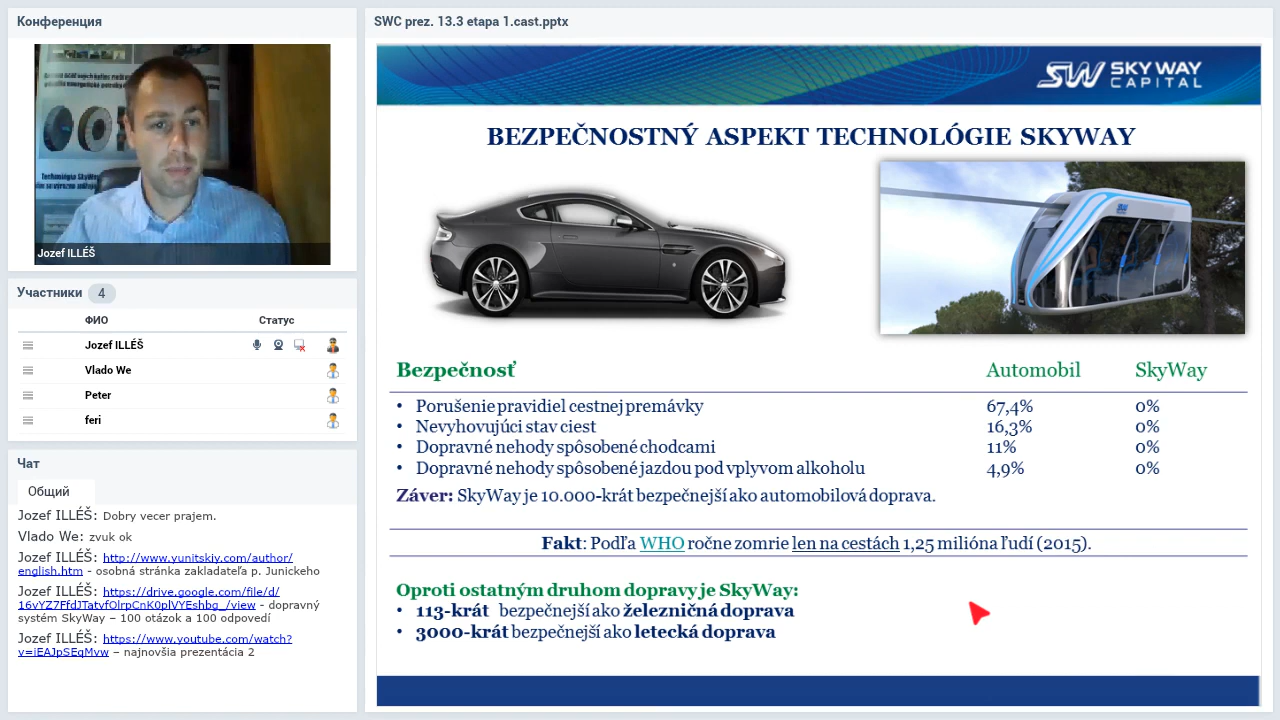 Конференция
Jozef ILLÉŠ
Участники 4
ФИО Статус
Jozef ILLÉŠ
Vlado We
Peter
feri
Чат
Общий
Jozef ILLÉŠ: Dobry vecer prajem.
Vlado We: zvuk ok
Jozef ILLÉŠ: http://www.yunitskiy.com/author/
english.htm - osobná stránka zakladateľa p. Junickeho
Jozef ILLÉŠ: https://drive.google.com/file/d/
16vYZ7FfdJTatvfOlrpCnK0plVYEshbg_/view - dopravný
systém SkyWay – 100 otázok a 100 odpovedí
Jozef ILLÉŠ: https://www.youtube.com/watch?
v=iEAJpSEqMvw – najnovšia prezentácia 2
SWC prez. 13.3 etapa 1.cast.pptx
SW SKY WAY
CAPITAL
BEZPEČNOSTNÝ ASPEKT TECHNOLÓGIE SKYWAY
Bezpečnosť Automobil SkyWay
• Porušenie pravidiel cestnej premávky 67,4% 0%
• Nevyhovujúci stav ciest 16,3% 0%
• Dopravné nehody spôsobené chodcami 11% 0%
• Dopravné nehody spôsobené jazdou pod vplyvom alkoholu 4,9% 0%
Záver: SkyWay je 10.000-krát bezpečnejší ako automobilová doprava.
Fakt: Podľa WHO ročne zomrie len na cestách 1,25 milióna ľudí (2015).
Oproti ostatným druhom dopravy je SkyWay:
• 113-krát bezpečnejší ako železničná doprava
• 3000-krát bezpečnejší ako letecká doprava